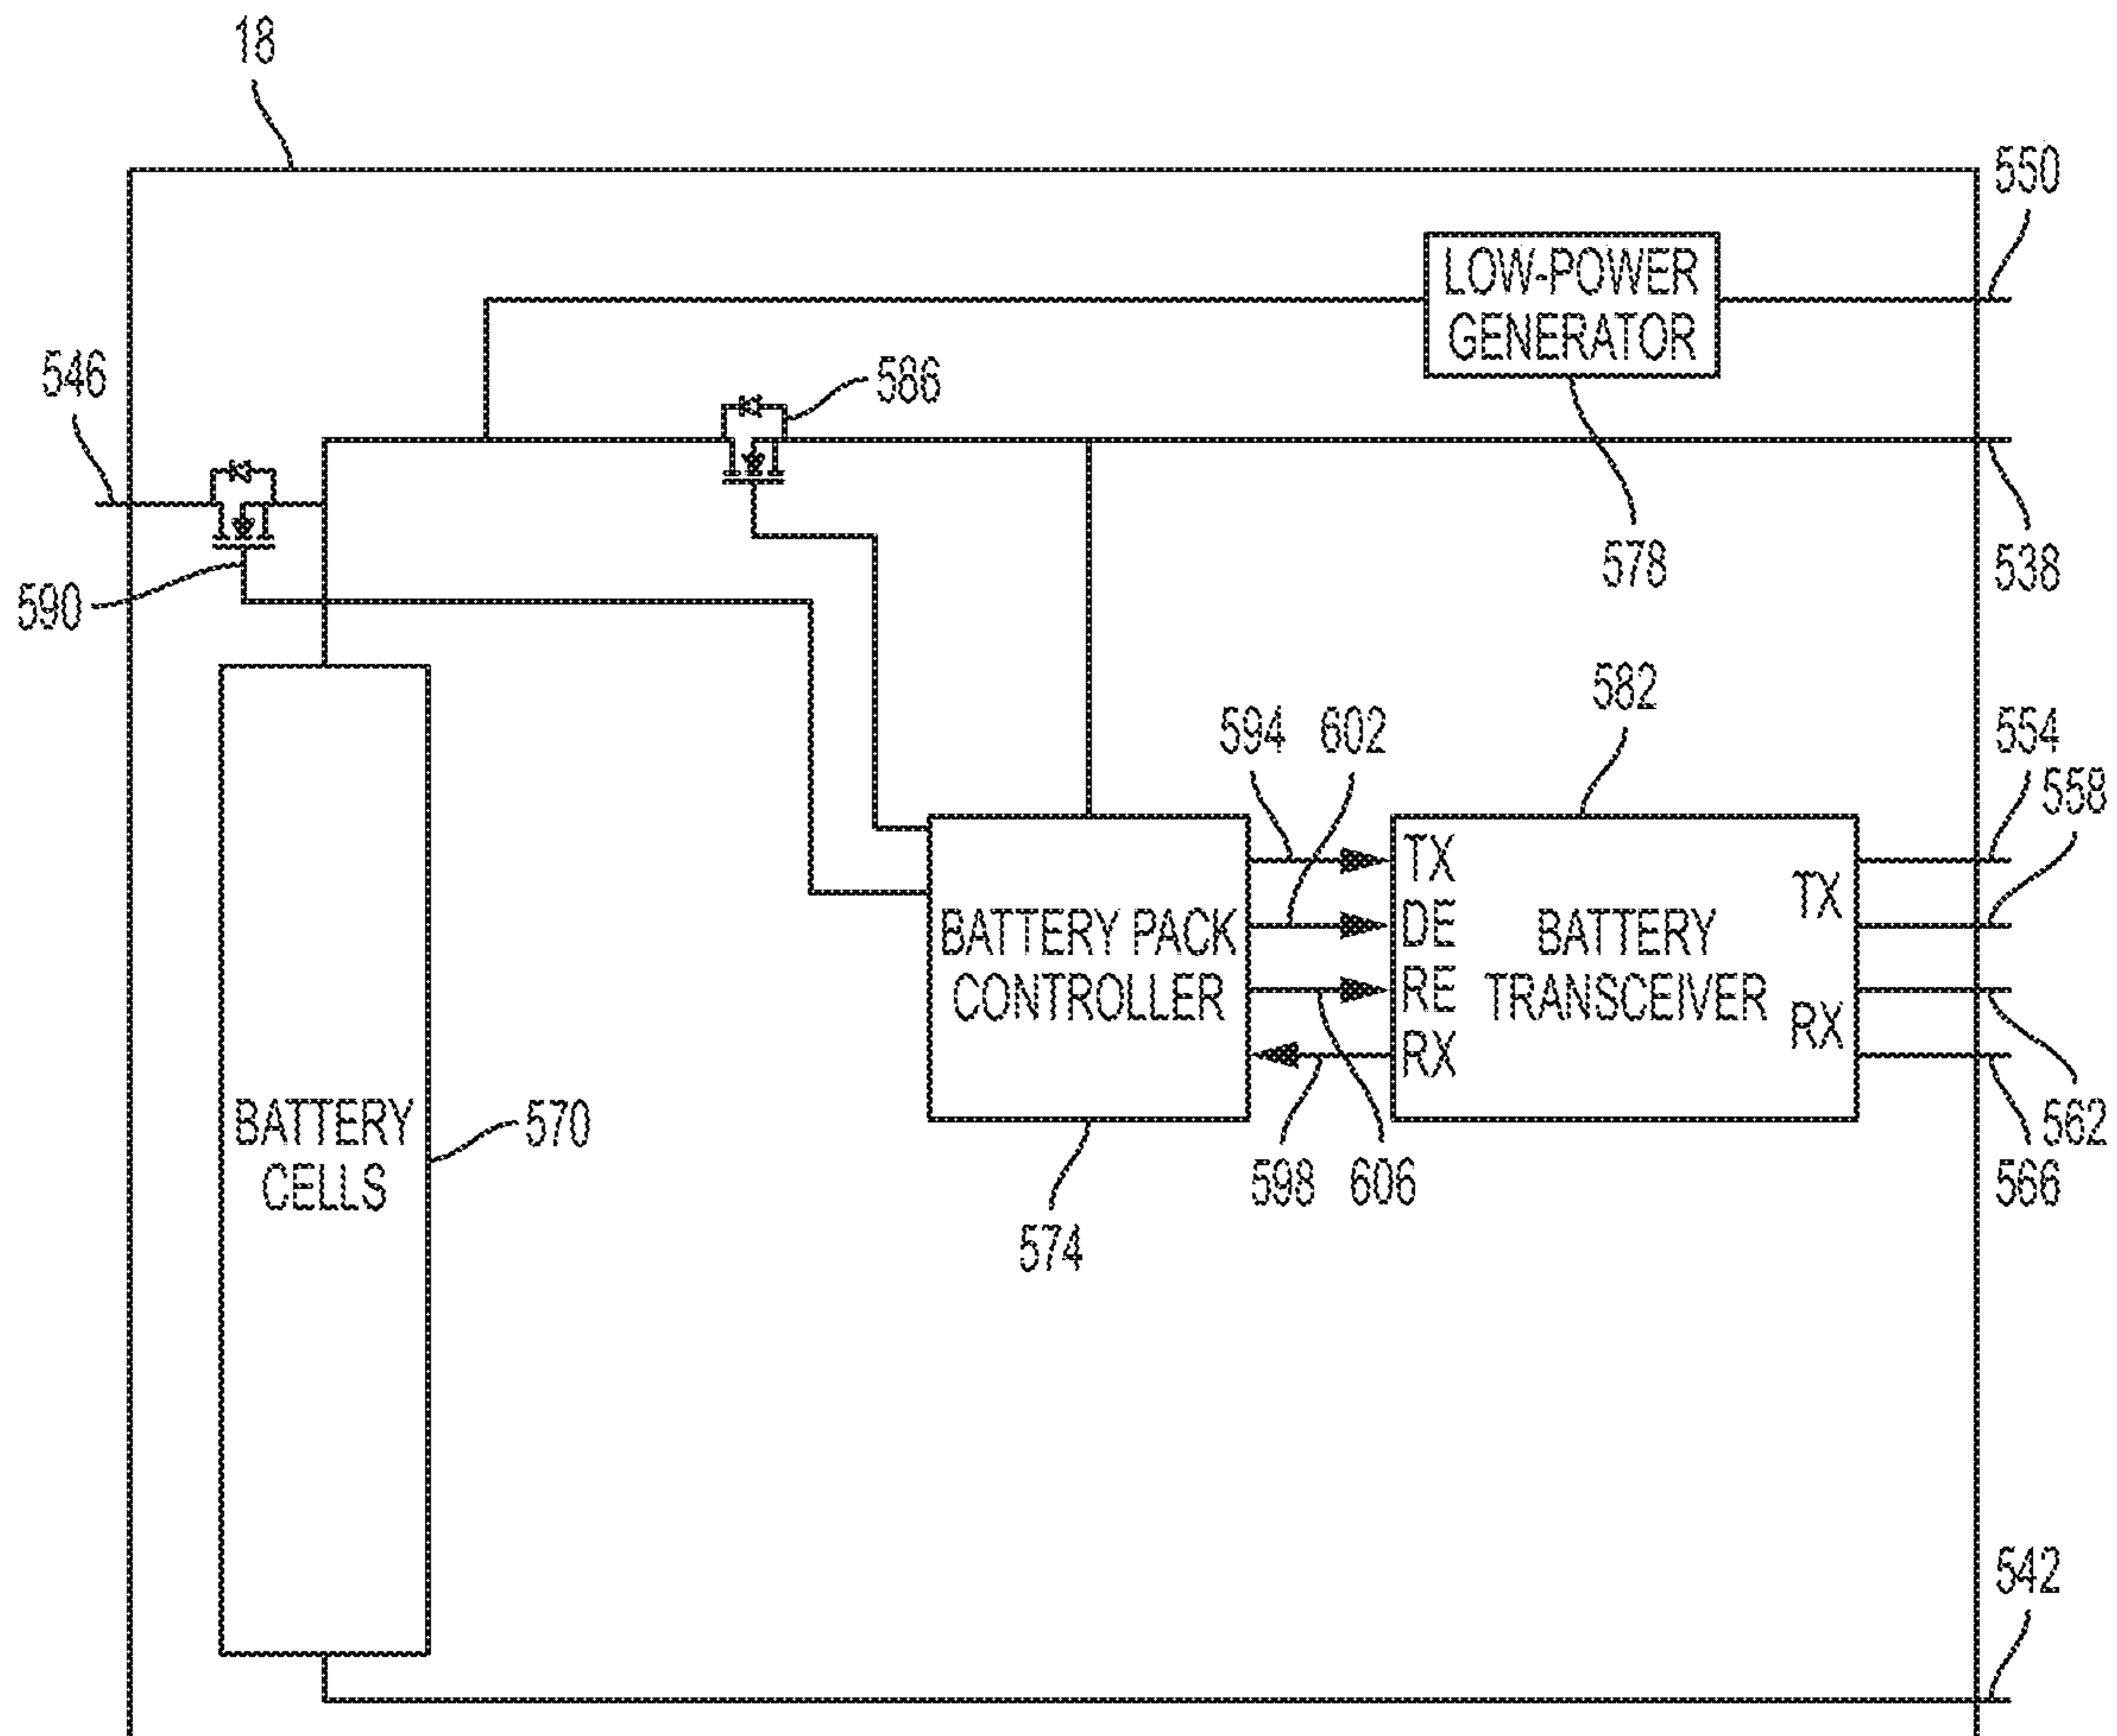 18
550
LOW-POWER
GENERATOR
546
586
578
538
590
582
594
602
554
558
TX
DE
RE
RX
TX
RX
BATTERY PACK
CONTROLLER
BATTERY
TRANSCEIVER
BATTERY
CELLS
570
598
606
562
566
574
542